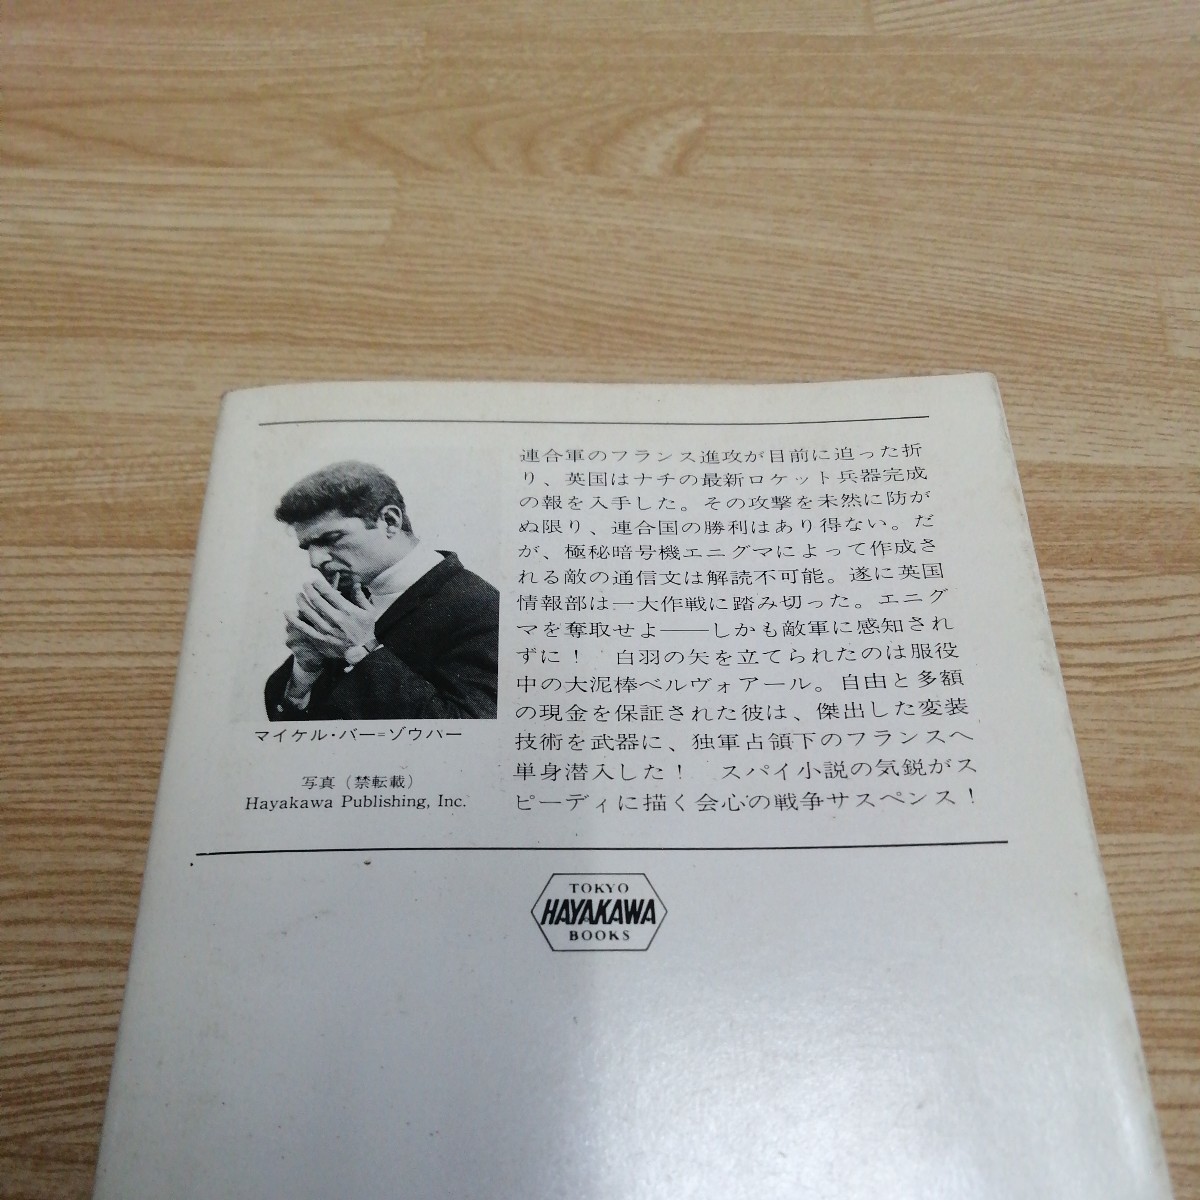 連合軍のフランス進攻が目前に迫った折
り、英国はナチの最新ロケット兵器完成
の報を入手した。その攻撃を未然に防が
ぬ限り、連合国の勝利はあり得ない。だ
が、極秘暗号機エニグマによって作成さ
れる敵の通信文は解読不可能。遂に英国
情報部は一大作戦に踏み切った。エニグ
マを奪取せよ──しかも敵軍に感知され
ずに！　白羽の矢を立てられたのは服役
中の大泥棒ベルヴォアール。自由と多額
の現金を保証された彼は、傑出した変装
技術を武器に、独軍占領下のフランスへ
単身潜入した！　スパイ小説の気鋭がス
ピーディに描く会心の戦争サスペンス！
マイケル・バー=ゾウハー
写真（禁転載）
Hayakawa Publishing, Inc.
TOKYO
HAYAKAWA
BOOKS